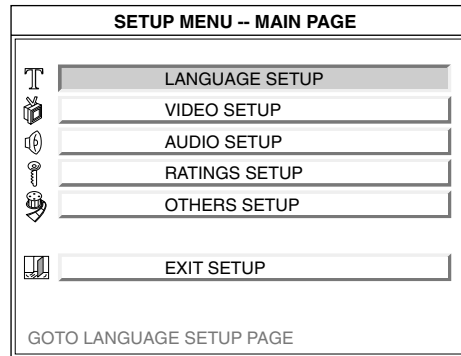 SETUP MENU -- MAIN PAGE
T LANGUAGE SETUP
VIDEO SETUP
AUDIO SETUP
RATINGS SETUP
OTHERS SETUP
EXIT SETUP
GOTO LANGUAGE SETUP PAGE